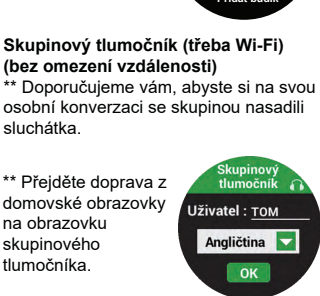 Přidat budík
Skupinový tlumočník (třeba Wi-Fi)
(bez omezení vzdálenosti)
** Doporučujeme vám, abyste si na svou
osobní konverzaci se skupinou nasadili
sluchátka.
** Přejděte doprava z
domovské obrazovky
na obrazovku
skupinového
tlumočníka.
Skupinový
tlumočník
Uživatel : TOM
Angličtina
OK